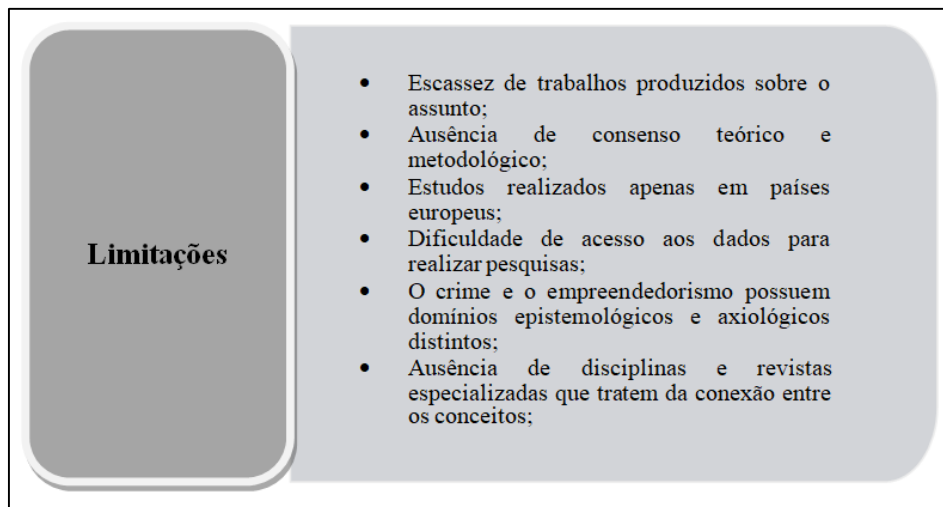 Limitações
• Escassez de trabalhos produzidos sobre o
assunto;
• Ausência de consenso teórico e
metodológico;
• Estudos realizados apenas em países
europeus;
• Dificuldade de acesso aos dados para
realizar pesquisas;
• O crime e o empreendedorismo possuem
domínios epistemológicos e axiológicos
distintos;
• Ausência de disciplinas e revistas
especializadas que tratem da conexão entre
os conceitos;